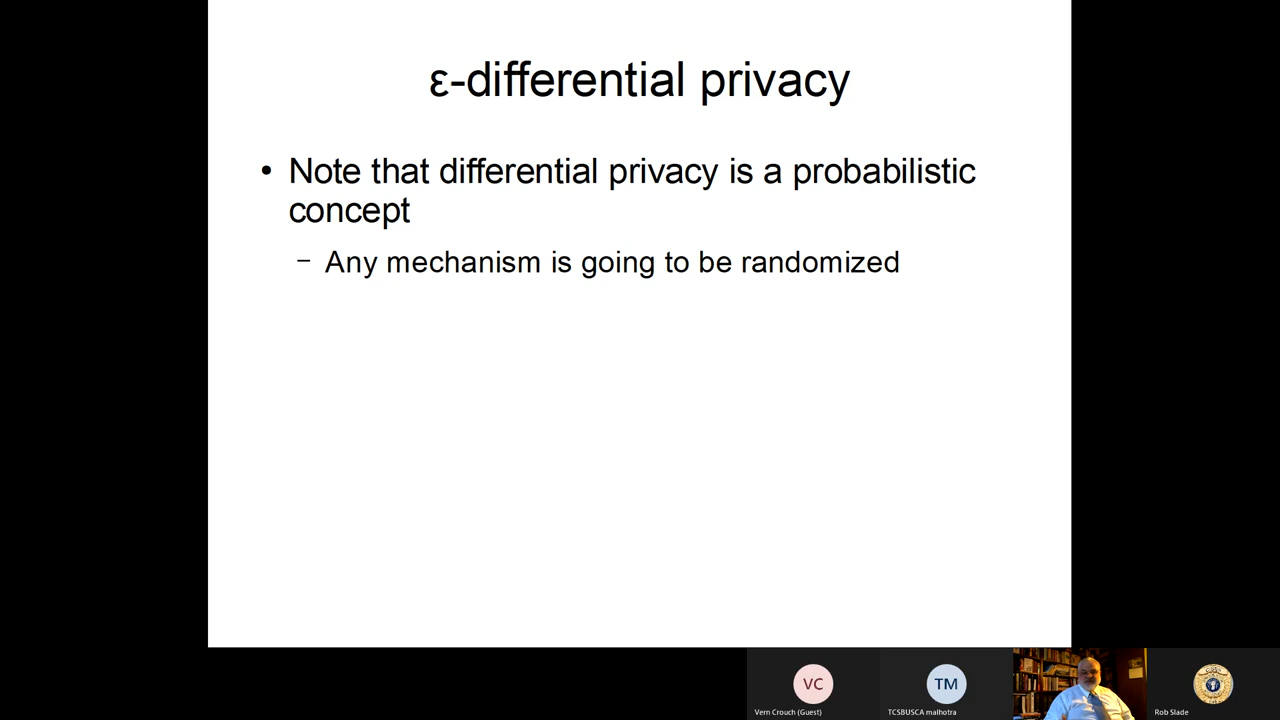 ε-differential privacy
• Note that differential privacy is a probabilistic
concept
– Any mechanism is going to be randomized
VC
TM
Vern Crouch (Guest)
TCSBUSCA malhotra
Rob Slade